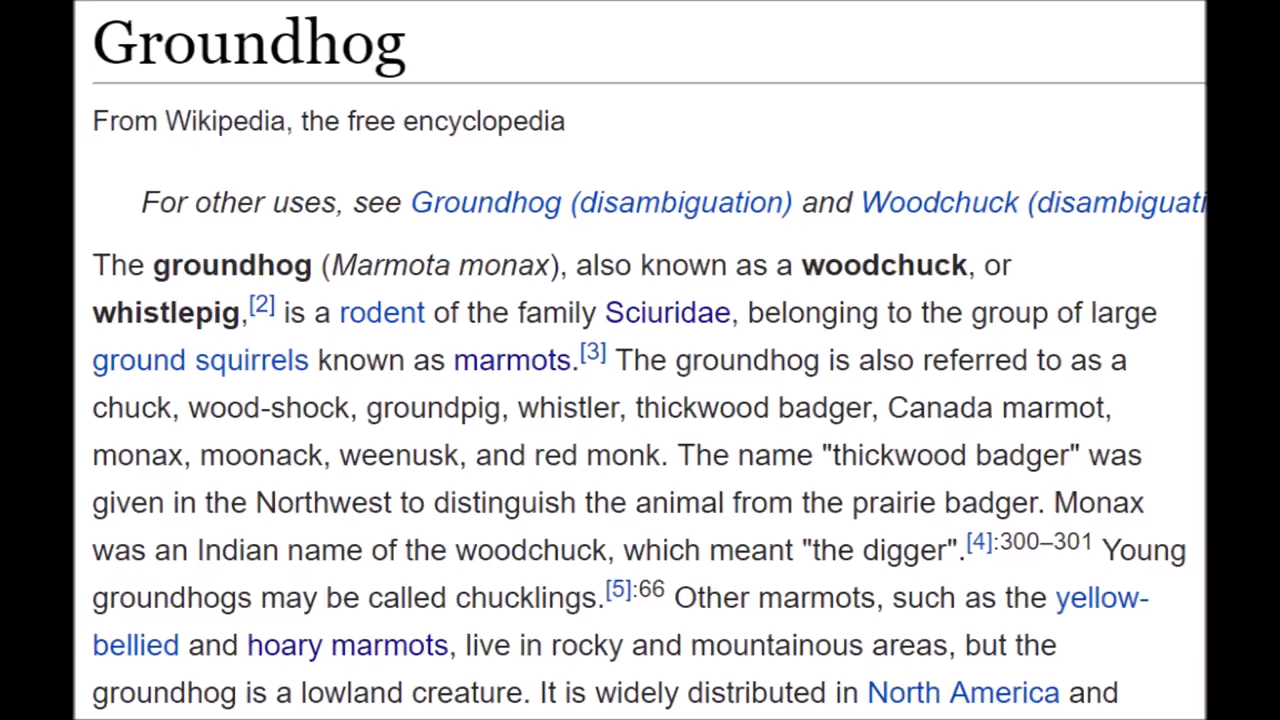 Groundhog
From Wikipedia, the free encyclopedia
For other uses, see Groundhog (disambiguation) and Woodchuck (disambiguati
The groundhog (Marmota monax), also known as a woodchuck, or
whistlepig,[2] is a rodent of the family Sciuridae, belonging to the group of large
ground squirrels known as marmots.[3] The groundhog is also referred to as a
chuck, wood-shock, groundpig, whistler, thickwood badger, Canada marmot,
monax, moonack, weenusk, and red monk. The name "thickwood badger" was
given in the Northwest to distinguish the animal from the prairie badger. Monax
was an Indian name of the woodchuck, which meant "the digger".[4]:300–301 Young
groundhogs may be called chucklings.[5]:66 Other marmots, such as the yellow-
bellied and hoary marmots, live in rocky and mountainous areas, but the
groundhog is a lowland creature. It is widely distributed in North America and